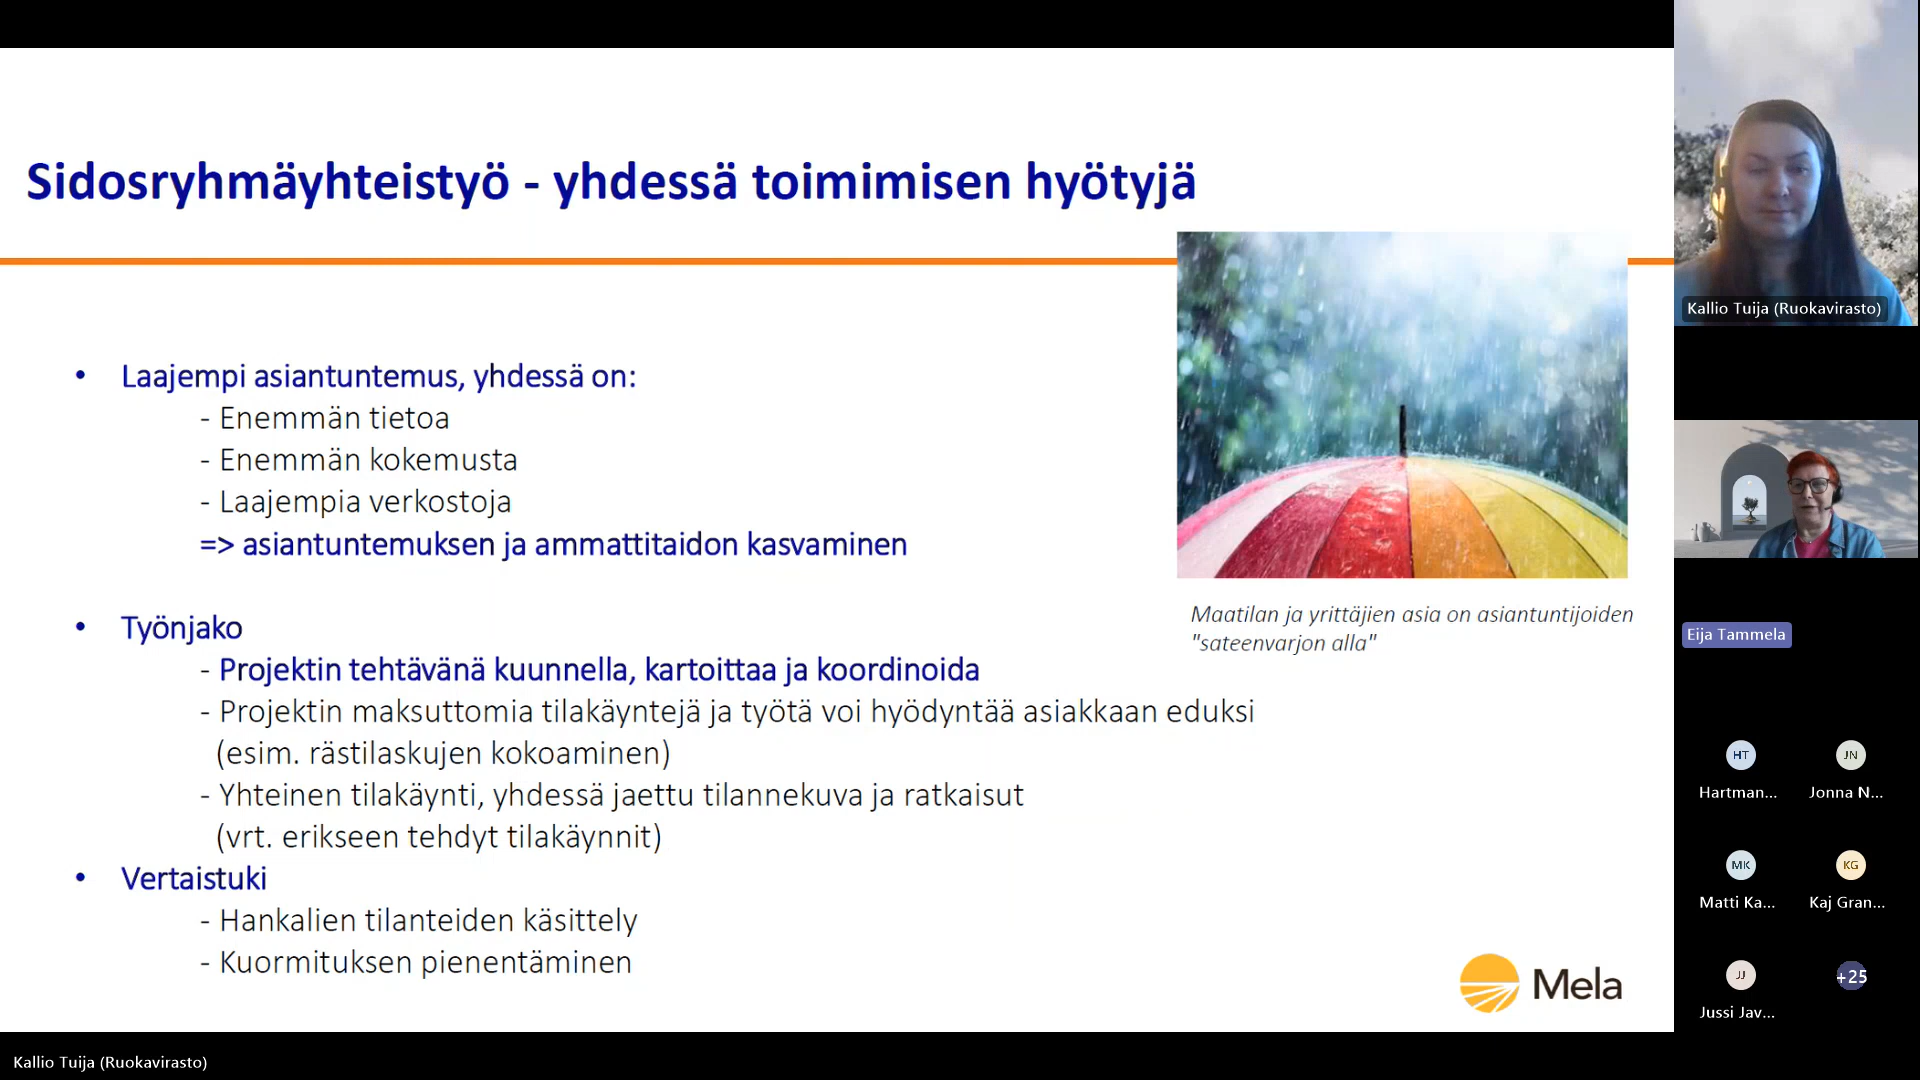 Sidosryhmäyhteistyö - yhdessä toimimisen hyötyjä
• Laajempi asiantuntemus, yhdessä on:
- Enemmän tietoa
- Enemmän kokemusta
- Laajempia verkostoja
=> asiantuntemuksen ja ammattitaidon kasvaminen
Maatilan ja yrittäjien asia on asiantuntijoiden
"sateenvarjon alla"
• Työnjako
- Projektin tehtävänä kuunnella, kartoittaa ja koordinoida
- Projektin maksuttomia tilakäyntejä ja työtä voi hyödyntää asiakkaan eduksi
(esim. rästilaskujen kokoaminen)
- Yhteinen tilakäynti, yhdessä jaettu tilannekuva ja ratkaisut
(vrt. erikseen tehdyt tilakäynnit)
• Vertaistuki
- Hankalien tilanteiden käsittely
- Kuormituksen pienentäminen
Mela
Kallio Tuija (Ruokavirasto)
Eija Tammela
HT
Hartman...
JN
Jonna N...
MK
Matti Ka...
KG
Kaj Gran...
JJ
Jussi Jav...
+25
Kallio Tuija (Ruokavirasto)